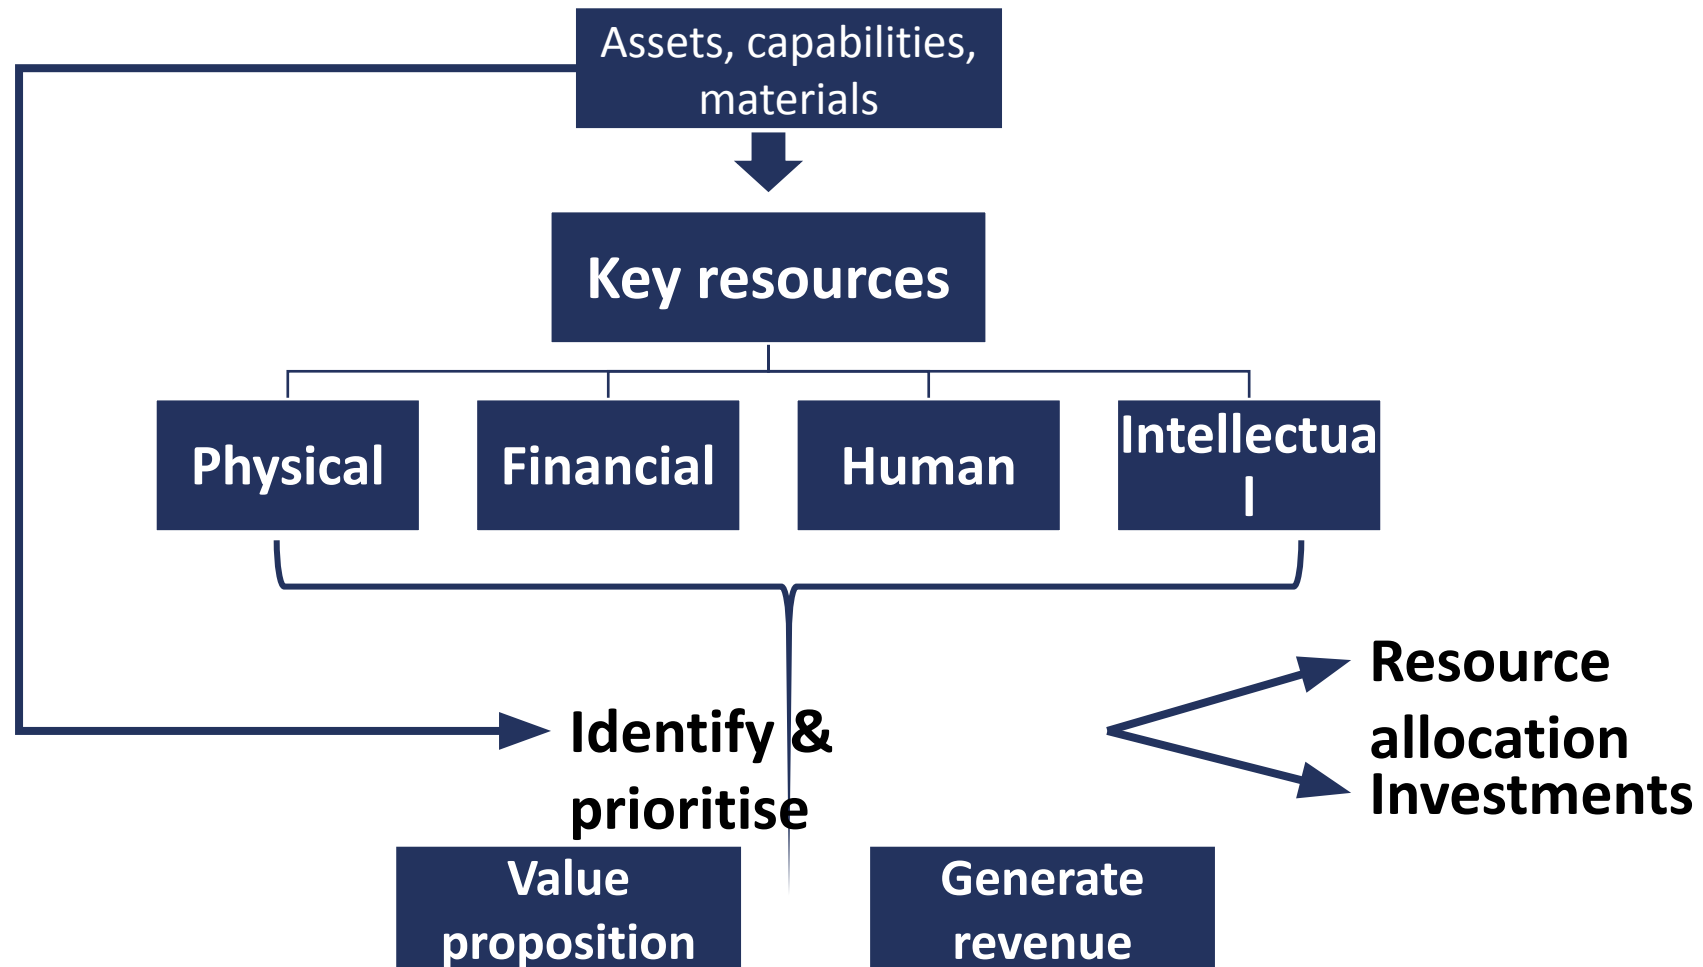 Assets, capabilities,
materials
Key resources
Physical
Financial
Human
Intellectua
l
Resource
allocation
Investments
Identify &
prioritise
Value
proposition
Generate
revenue